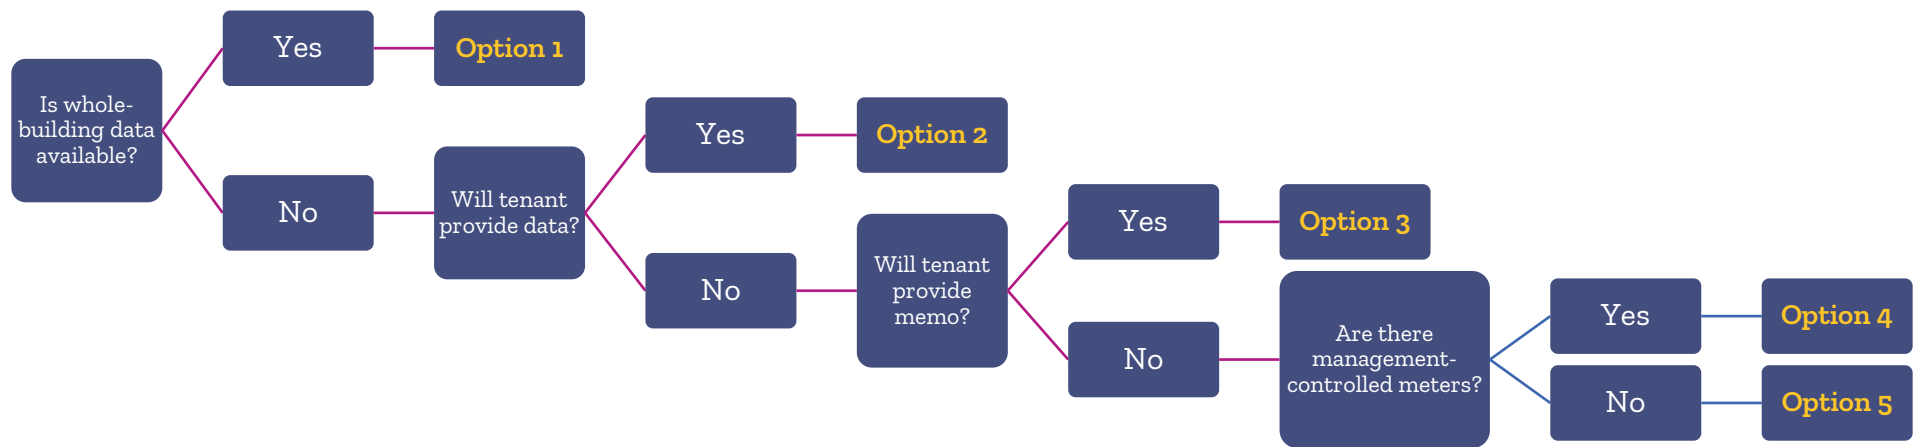 Is whole-
building data
available?
Yes
Option 1
No
Will tenant
provide data?
Yes
Option 2
No
Will tenant
provide
memo?
Yes
Option 3
No
Are there
management-
controlled meters?
Yes
Option 4
No
Option 5